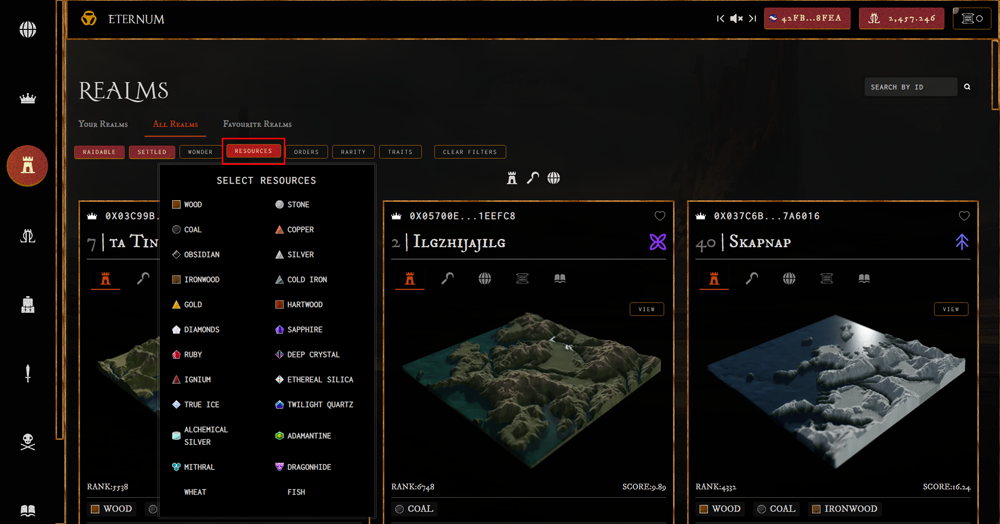 ETERNUM
42FB...8FEA
2,457.246
REALMS
SEARCH BY ID
Your Realms
All Realms
Favourite Realms
RAIDABLE
SETTLED
WONDER
RESOURCES
ORDERS
RARITY
TRAITS
CLEAR FILTERS
SELECT RESOURCES
WOOD
STONE
COAL
COPPER
OBSIDIAN
SILVER
IRONWOOD
COLD IRON
GOLD
HARTWOOD
DIAMONDS
SAPPHIRE
RUBY
DEEP CRYSTAL
IGNIUM
ETHEREAL SILICA
TRUE ICE
TWILIGHT QUARTZ
ALCHEMICAL
SILVER
ADAMANTINE
MITHRAL
DRAGONHIDE
WHEAT
FISH
0X03C99B.
7 | ta Tin
RANK:5538
WOOD
0X05700E...1EEFC8
2 | Ilgzhijajilg
VIEW
RANK:6748
SCORE:9.89
COAL
0X037C6B...7A6016
40 | Skapnap
VIEW
RANK:4332
SCORE:16.24
WOOD
COAL
IRONWOOD